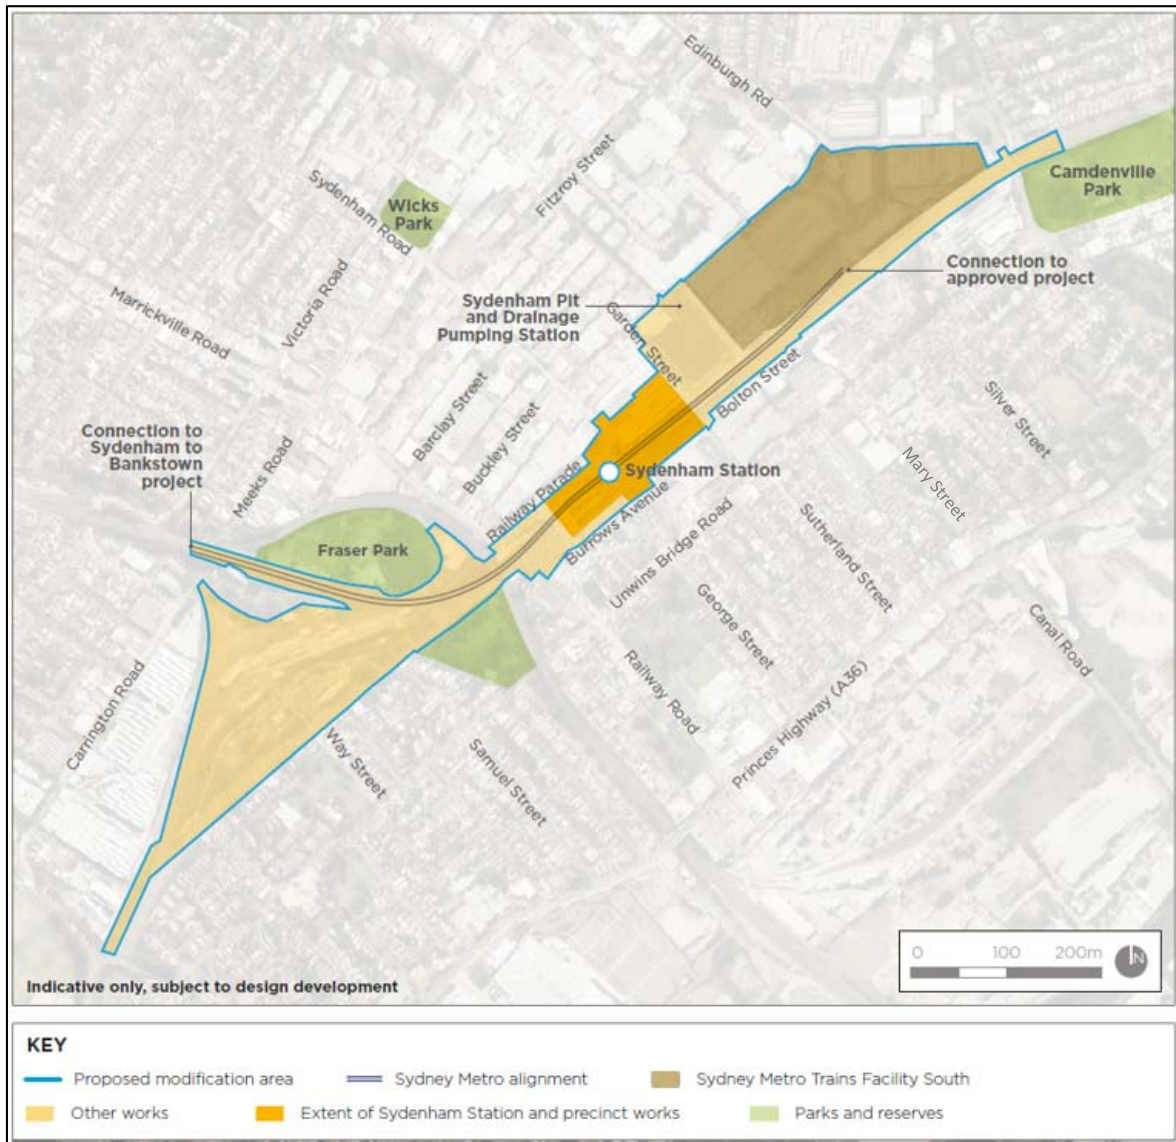 Edinburgh Rd
Camdenville
Park
Fitzroy Street
Wicks
Park
Sydenham Road
Connection to
approved project
Victoria Road
Marrickville Road
Sydenham Pit
and Drainage
Pumping Station
Garden Street
Bolton Street
Silver Street
Barclay Street
Buckley Street
Connection to
Sydenham to
Bankstown
project
Meeks Road
Railway Parade
Sydenham Station
Mary Street
Burrows Avenue
Unwins Bridge Road
Sutherland Street
Fraser Park
George Street
Canal Road
Railway Road
Princes Highway (A36)
Carrington Road
Way Street
Samuel Street
0 100 200m
N
Indicative only, subject to design development
KEY
Proposed modification area Sydney Metro alignment Sydney Metro Trains Facility South
Other works Extent of Sydenham Station and precinct works Parks and reserves